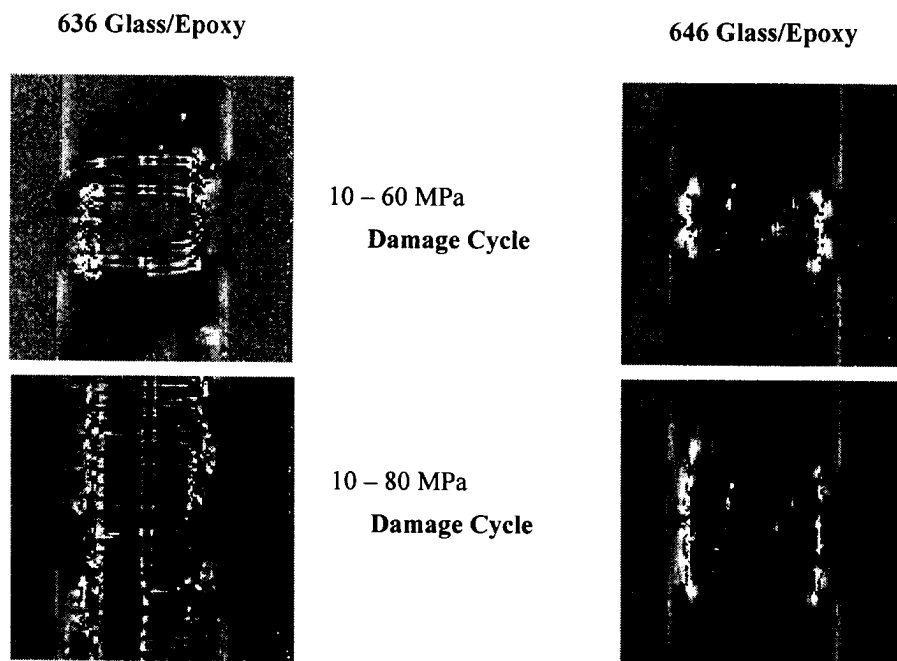 636 Glass/Epoxy
646 Glass/Epoxy
10 – 60 MPa
Damage Cycle
10 – 80 MPa
Damage Cycle